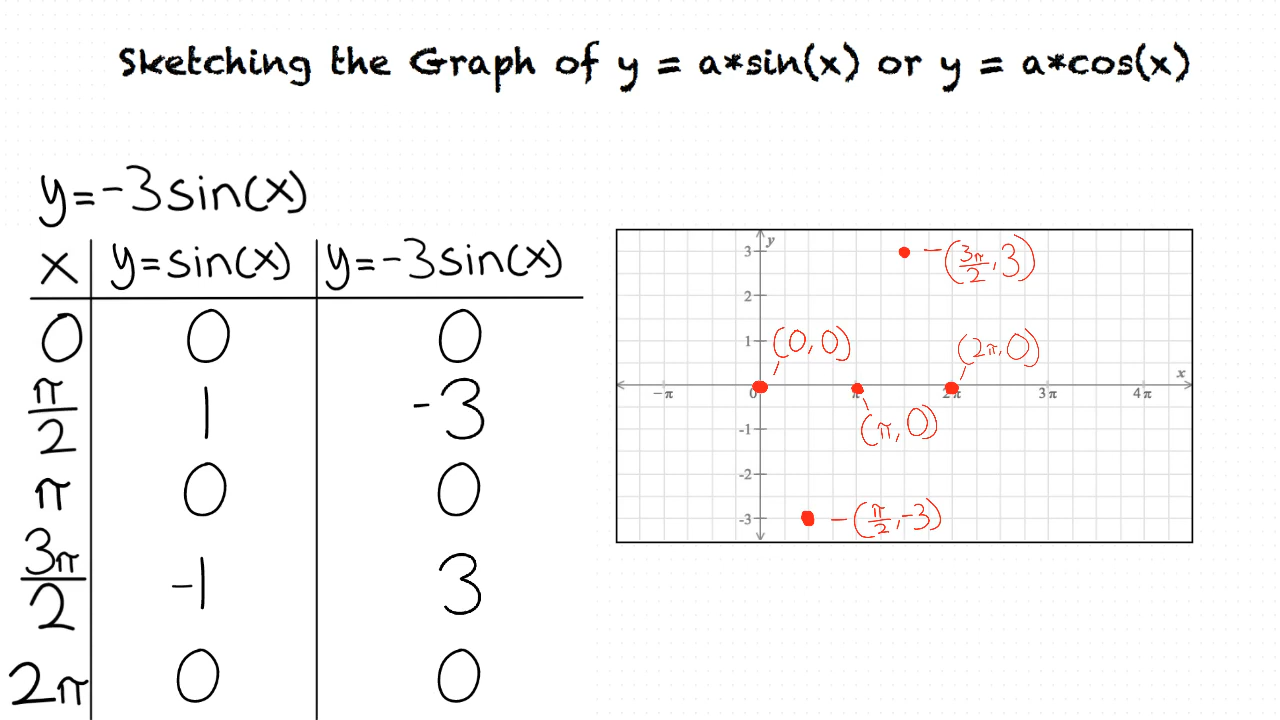 Sketching the Graph of y = a*sin(x) or y = a*cos(x)
y=-3sin(x)
x y=sin(x) y=-3sin(x)
0 0 0
π/2 1 -3
π 0 0
3π/2 -1 3
2π 0 0
y
3 (3π/2, 3)
2
1 (0,0) (2π,0)
x
-π 0 π 2π 3π 4π
-1 (π,0)
-2
-3 (π/2,-3)